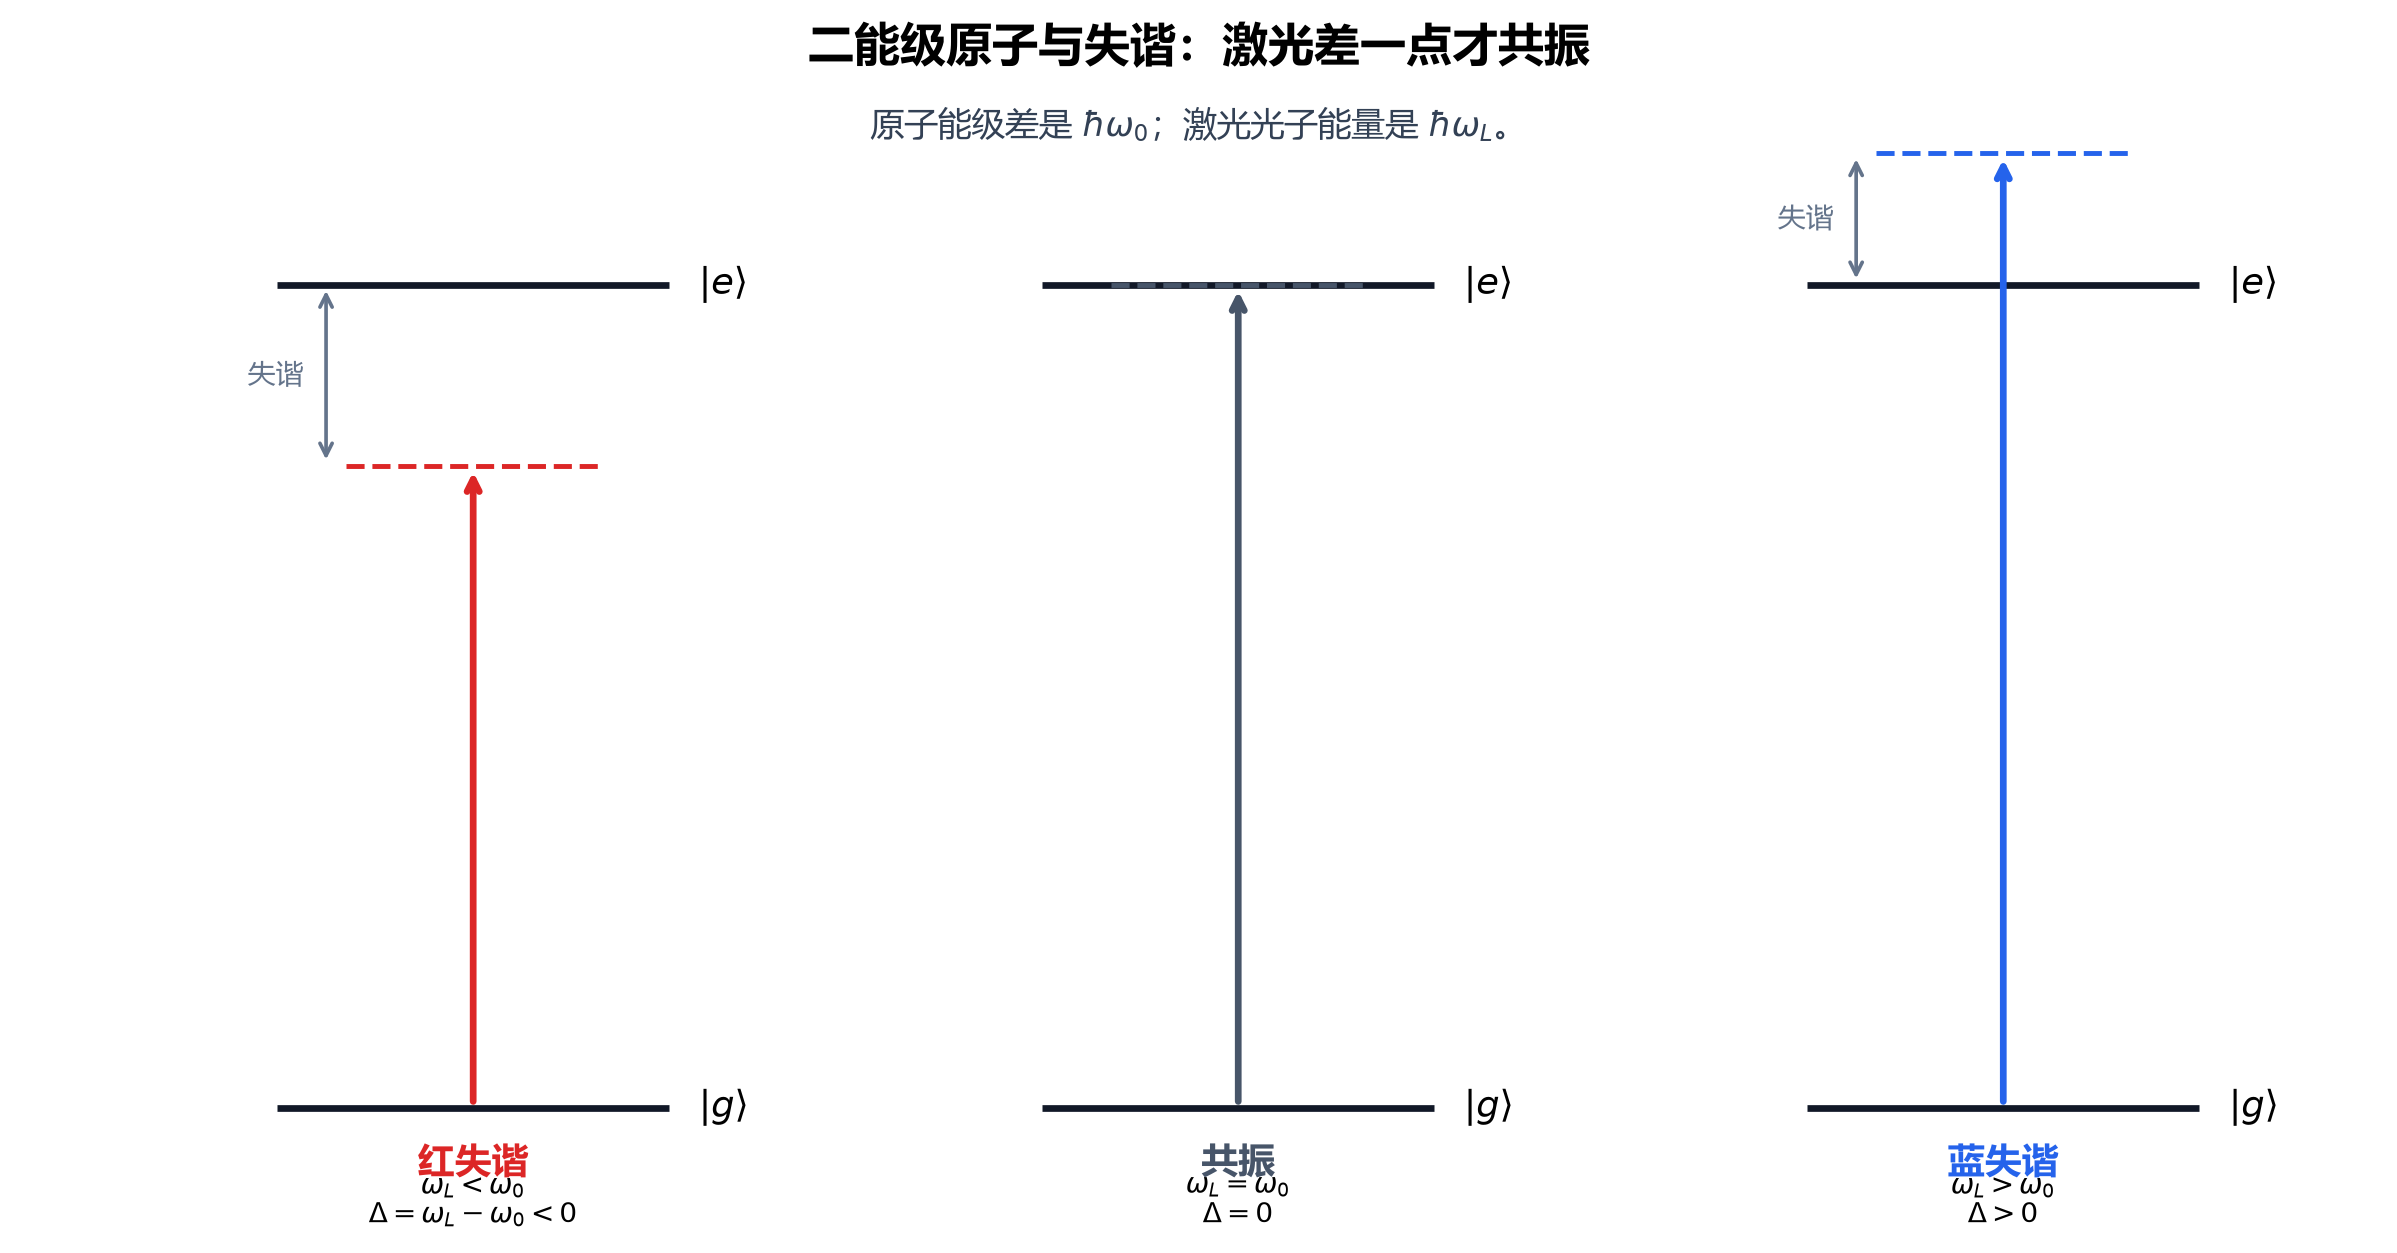 二能级原子与失谐：激光差一点才共振
原子能级差是 ℏω₀；激光光子能量是 ℏω_L。
失谐
|e⟩
|g⟩
红失谐
ω_L < ω₀
Δ = ω_L − ω₀ < 0
|e⟩
|g⟩
共振
ω_L = ω₀
Δ = 0
失谐
|e⟩
|g⟩
蓝失谐
ω_L > ω₀
Δ > 0